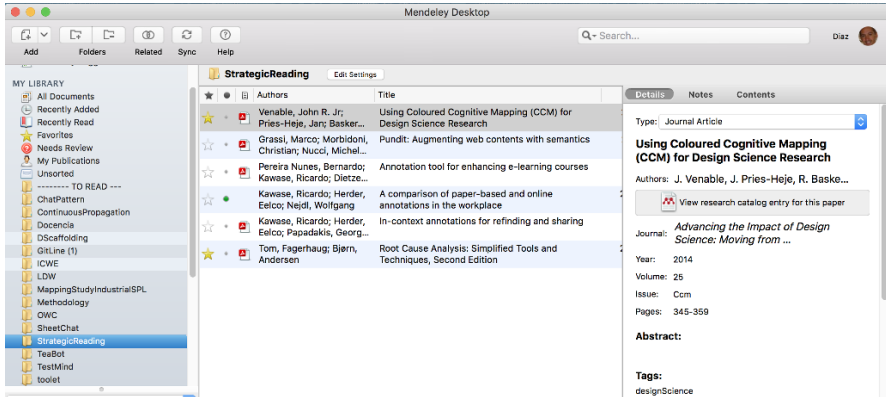 Mendeley Desktop
Add
Folders
Related
Sync
Help
Search...
Diaz
MY LIBRARY
All Documents
Recently Added
Recently Read
Favorites
Needs Review
My Publications
Unsorted
-------- TO READ ---
ChatPattern
ContinuousPropagation
Docencia
DScaffolding
GitLine (1)
ICWE
LDW
MappingStudyIndustrialSPL
Methodology
OWC
SheetChat
StrategicReading
TeaBot
TestMind
toolet
StrategicReading Edit Settings
Authors Title
Venable, John R. Jr; Using Coloured Cognitive Mapping (CCM) for
Pries-Heje, Jan; Basker... Design Science Research
Grassi, Marco; Morbidoni, Pundit: Augmenting web contents with semantics
Christian; Nucci, Michel...
Pereira Nunes, Bernardo; Annotation tool for enhancing e-learning courses
Kawase, Ricardo; Dietze...
Kawase, Ricardo; Herder, A comparison of paper-based and online
Eelco; Nejdl, Wolfgang annotations in the workplace
Kawase, Ricardo; Herder, In-context annotations for refinding and sharing
Eelco; Papadakis, Georg...
Tom, Fagerhaug; Bjørn, Root Cause Analysis: Simplified Tools and
Andersen Techniques, Second Edition
Details Notes Contents
Type: Journal Article
Using Coloured Cognitive Mapping
(CCM) for Design Science Research
Authors: J. Venable, J. Pries-Heje, R. Baske...
View research catalog entry for this paper
Journal: Advancing the Impact of Design
Science: Moving from ...
Year: 2014
Volume: 25
Issue: Ccm
Pages: 345-359
Abstract:
Tags:
designScience